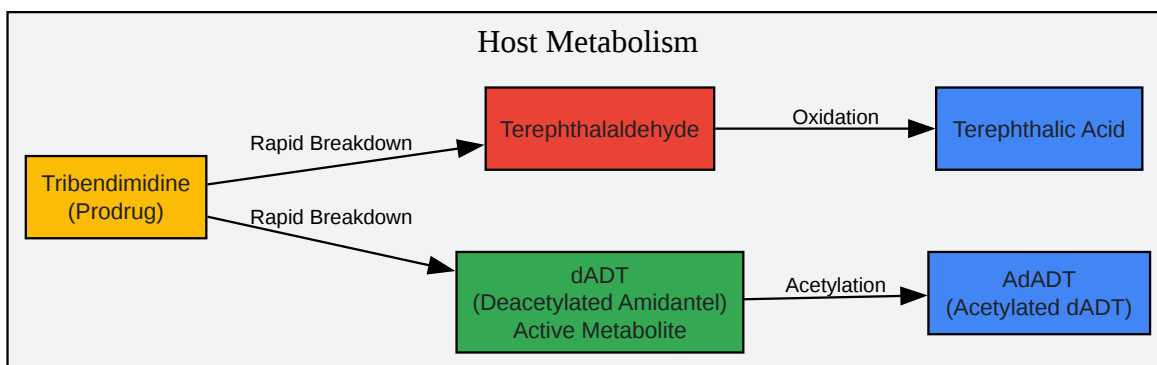 Host Metabolism
Tribendimidine
(Prodrug)
Rapid Breakdown
Rapid Breakdown
Terephthalaldehyde
Oxidation
Terephthalic Acid
dADT
(Deacetylated Amidantel)
Active Metabolite
Acetylation
AdADT
(Acetylated dADT)